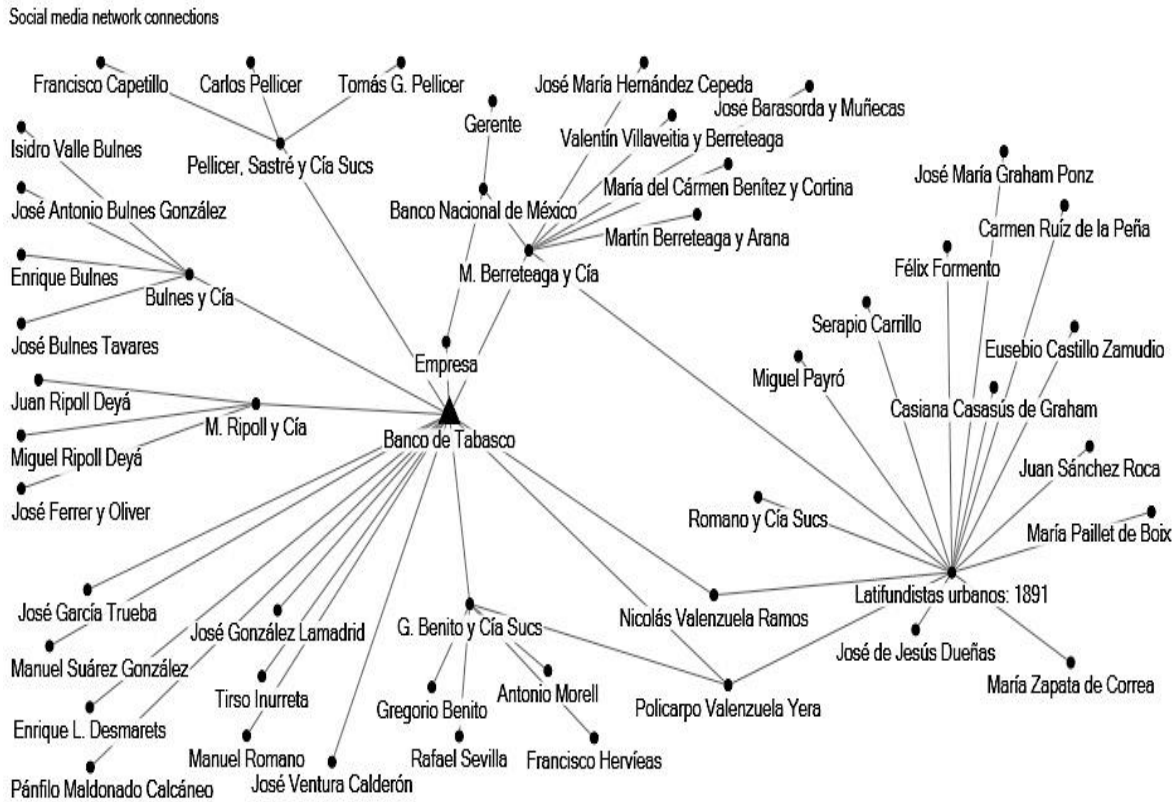 Social media network connections
Francisco Capetillo
Carlos Pellicer
Tomás G. Pellicer
José María Hernández Cepeda
José Barasorda y Muñecas
Gerente
Isidro Valle Bulnes
Valentín Villaveitia y Berreteaga
Pellicer, Sastré y Cía Sucs
José María Graham Ponz
María del Cármen Benítez y Cortina
José Antonio Bulnes González
Banco Nacional de México
Carmen Ruíz de la Peña
Martín Berreteaga y Arana
Félix Formento
Enrique Bulnes
M. Berreteaga y Cía
Bulnes y Cía
Serapio Carrillo
José Bulnes Tavares
Eusebio Castillo Zamudio
Empresa
Miguel Payró
Juan Ripoll Deyá
Casiana Casasús de Graham
M. Ripoll y Cía
Banco de Tabasco
Miguel Ripoll Deyá
Juan Sánchez Roca
José Ferrer y Oliver
Romano y Cía Sucs
María Paillet de Boix
Latifundistas urbanos: 1891
José García Trueba
Nicolás Valenzuela Ramos
José González Lamadrid
G. Benito y Cía Sucs
José de Jesús Dueñas
Manuel Suárez González
María Zapata de Correa
Tirso Inurreta
Antonio Morell
Gregorio Benito
Policarpo Valenzuela Yera
Enrique L. Desmarets
Manuel Romano
Rafael Sevilla
Francisco Hervíeas
Pánfilo Maldonado Calcáneo
José Ventura Calderón